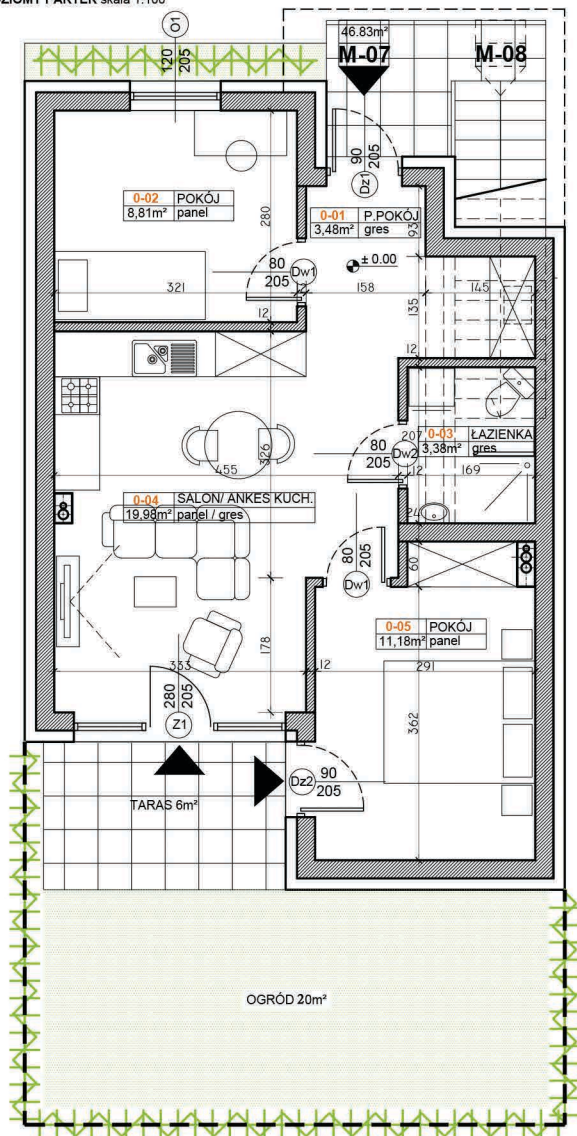 PARTER skala 1:100
O1
120
205
46.83m²
M-07
M-08
90
205
Dz1
0-02 POKÓJ
8,81m² panel
280
0-01 P.POKÓJ
3,48m² gres
93
± 0.00
80
205
Dw1
321
12
158
145
135
12
12
207
0-03 ŁAZIENKA
3,38m² gres
80
205
Dw2
12
169
326
455
0-04 SALON/ ANKES KUCH.
19,98m² panel / gres
24
80
205
Dw1
60
0-05 POKÓJ
11,18m² panel
178
333
12
291
280
205
Z1
362
Dz2
90
205
TARAS 6m²
OGRÓD 20m²